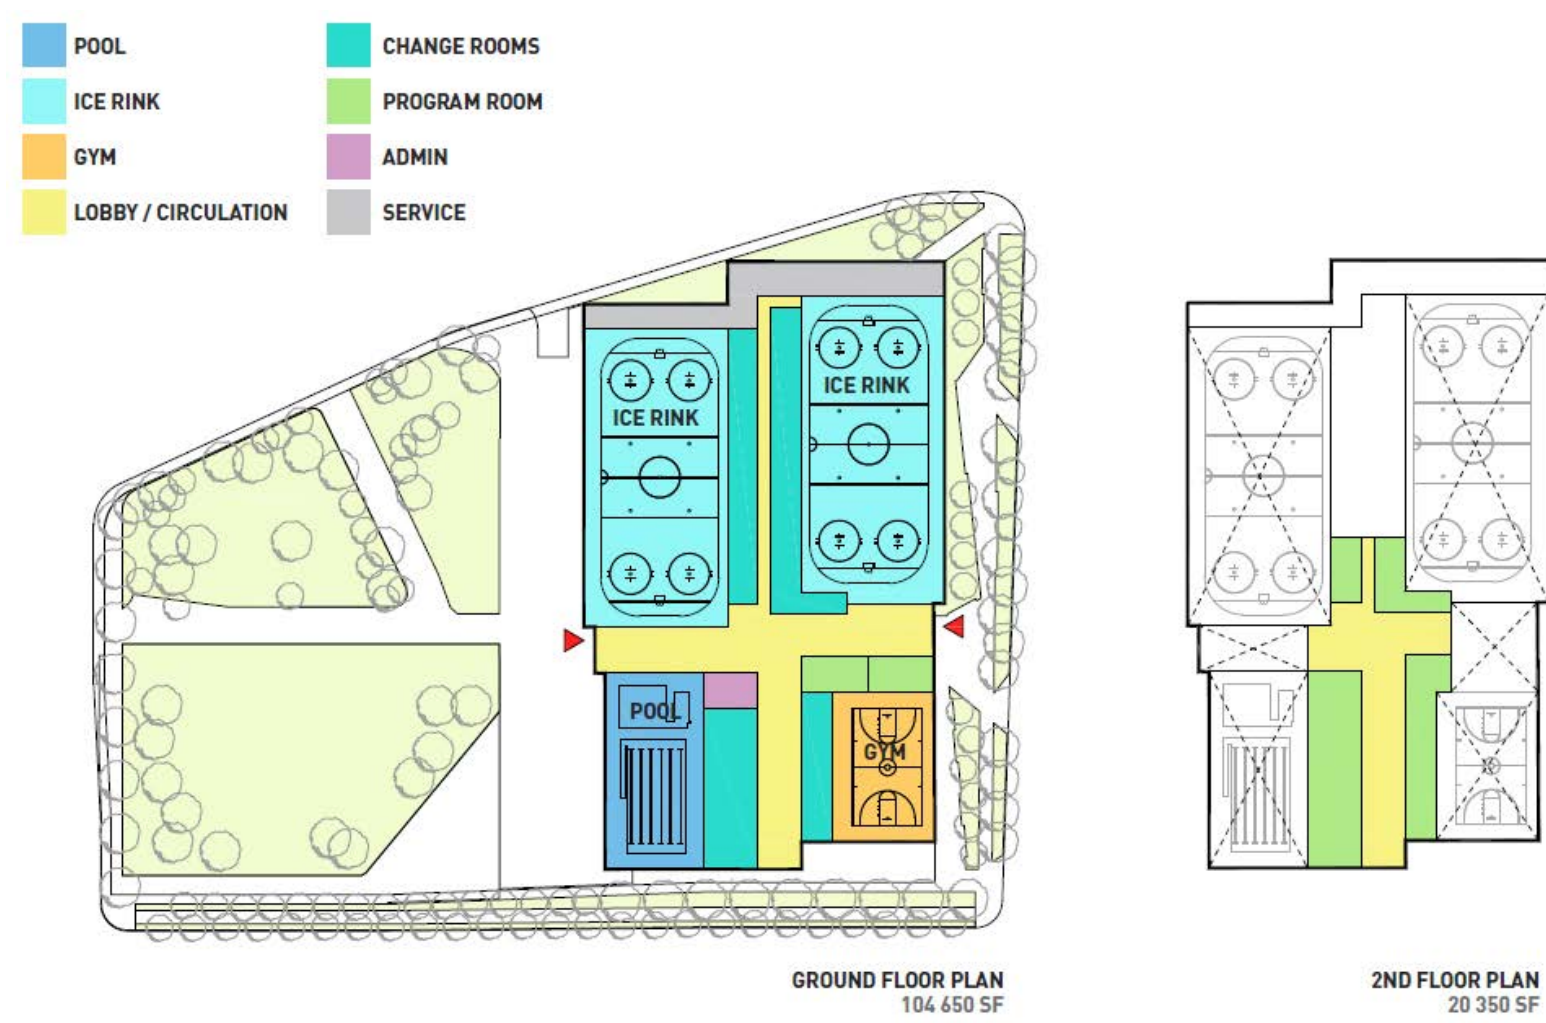 POOL
ICE RINK
GYM
LOBBY / CIRCULATION
CHANGE ROOMS
PROGRAM ROOM
ADMIN
SERVICE
ICE RINK
ICE RINK
POOL
GYM
GROUND FLOOR PLAN
104 650 SF
2ND FLOOR PLAN
20 350 SF